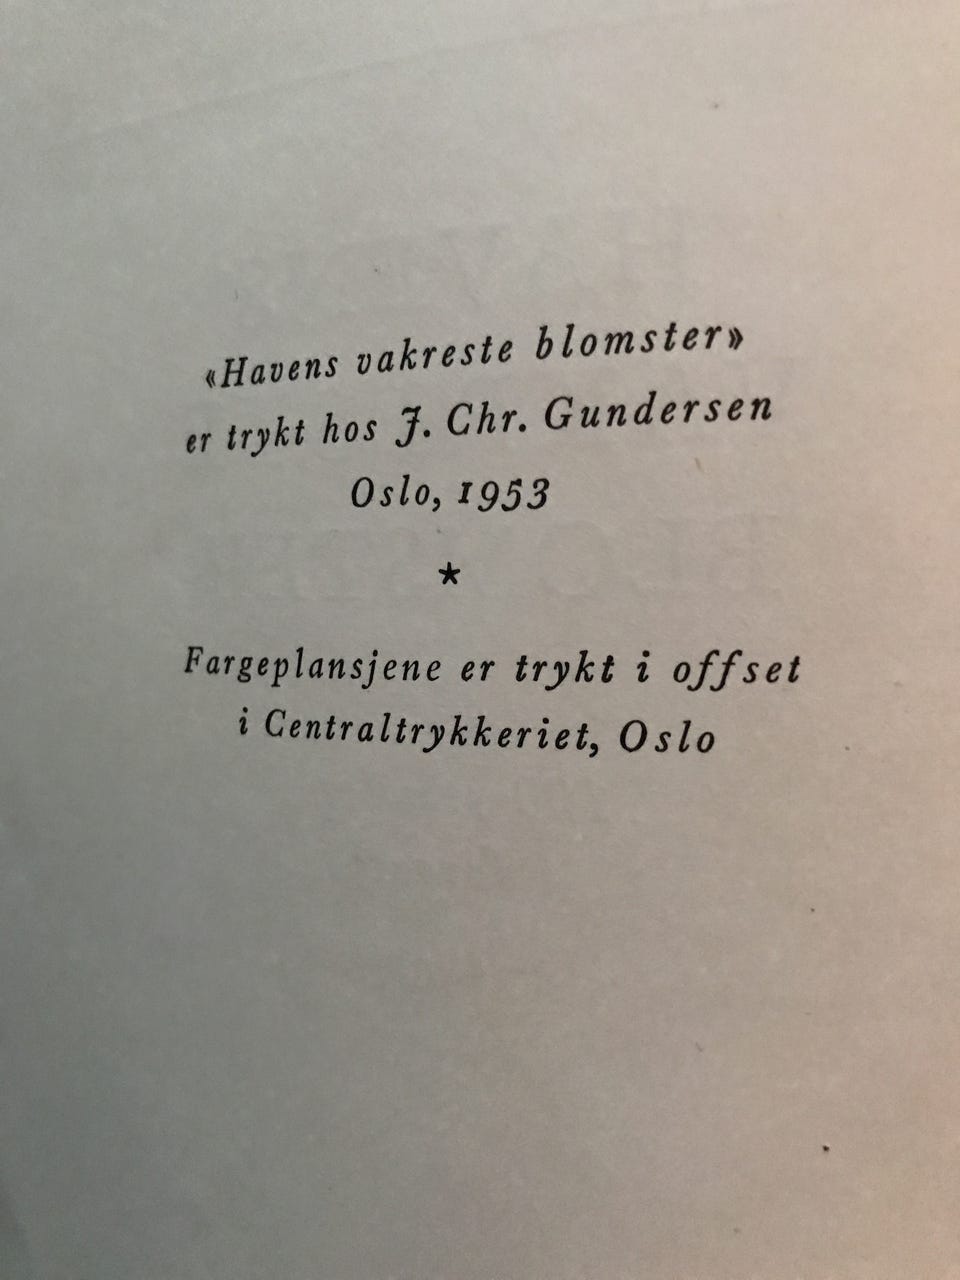 «Havens vakreste blomster»
er trykt hos J. Chr. Gundersen
Oslo, 1953
*
Fargeplansjene er trykt i offset
i Centraltrykkeriet, Oslo